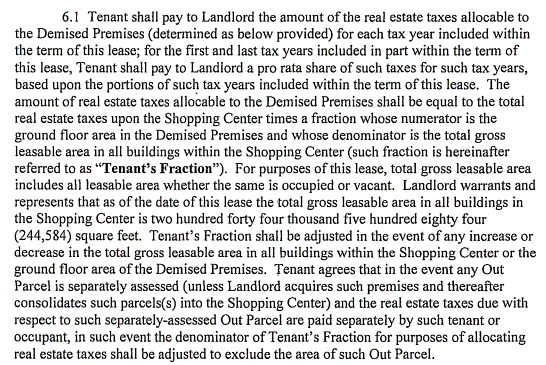 6.1 Tenant shall pay to Landlord the amount of the real estate taxes allocable to
the Demised Premises (determined as below provided) for each tax year included within
the term of this lease; for the first and last tax years included in part within the term of
this lease, Tenant shall pay to Landlord a pro rata share of such taxes for such tax years,
based upon the portions of such tax years included within the term of this lease. The
amount of real estate taxes allocable to the Demised Premises shall be equal to the total
real estate taxes upon the Shopping Center times a fraction whose numerator is the
ground floor area in the Demised Premises and whose denominator is the total gross
leasable area in all buildings within the Shopping Center (such fraction is hereinafter
referred to as “Tenant’s Fraction”). For purposes of this lease, total gross leasable area
includes all leasable area whether the same is occupied or vacant. Landlord warrants and
represents that as of the date of this lease the total gross leasable area in all buildings in
the Shopping Center is two hundred forty four thousand five hundred eighty four
(244,584) square feet. Tenant’s Fraction shall be adjusted in the event of any increase or
decrease in the total gross leasable area in all buildings within the Shopping Center or the
ground floor area of the Demised Premises. Tenant agrees that in the event any Out
Parcel is separately assessed (unless Landlord acquires such premises and thereafter
consolidates such parcels(s) into the Shopping Center) and the real estate taxes due with
respect to such separately-assessed Out Parcel are paid separately by such tenant or
occupant, in such event the denominator of Tenant’s Fraction for purposes of allocating
real estate taxes shall be adjusted to exclude the area of such Out Parcel.